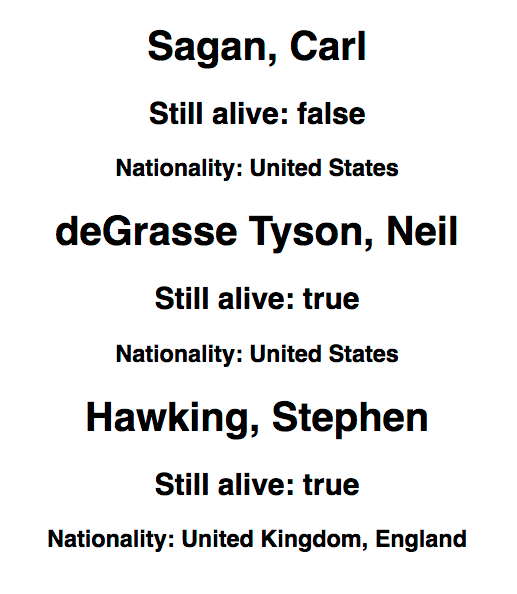 Sagan, Carl
Still alive: false
Nationality: United States
deGrasse Tyson, Neil
Still alive: true
Nationality: United States
Hawking, Stephen
Still alive: true
Nationality: United Kingdom, England